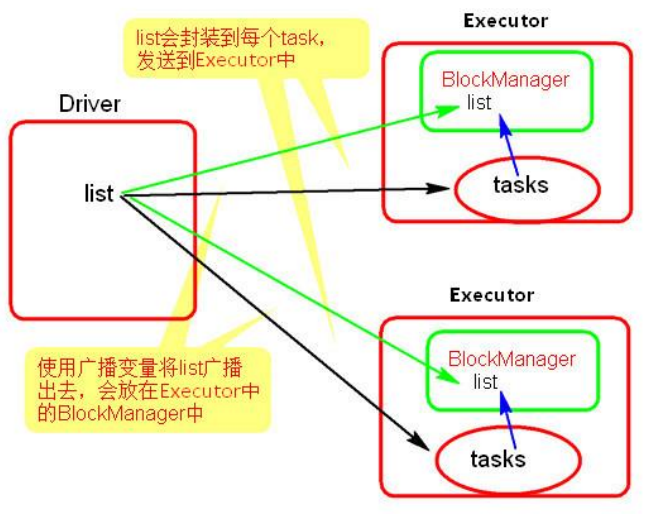 Executor
list会封装到每个task，
发送到Executor中
BlockManager
list
Driver
tasks
list
Executor
使用广播变量将list广播
出去，会放在Executor中
的BlockManager中
BlockManager
list
tasks